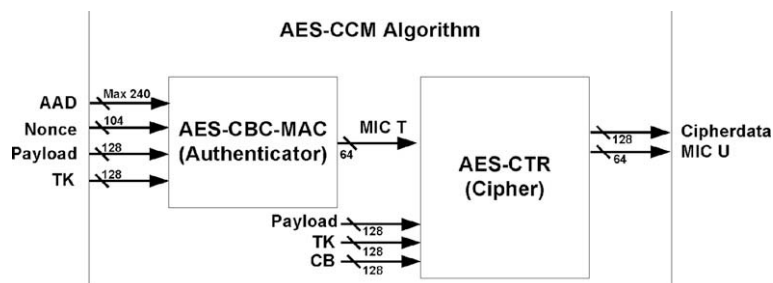 AES-CCM Algorithm
AAD
Max 240
Nonce
104
Payload
128
TK
128
AES-CBC-MAC
(Authenticator)
MIC T
64
Payload
128
TK
128
CB
128
AES-CTR
(Cipher)
128
Cipherdata
64
MIC U